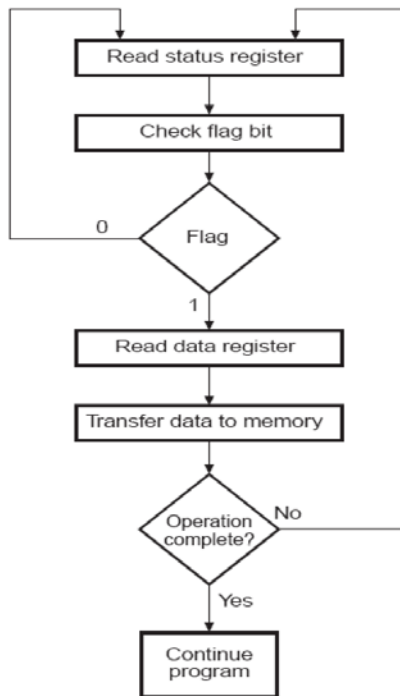 Read status register
Check flag bit
Flag
0
1
Read data register
Transfer data to memory
Operation
complete?
No
Yes
Continue
program